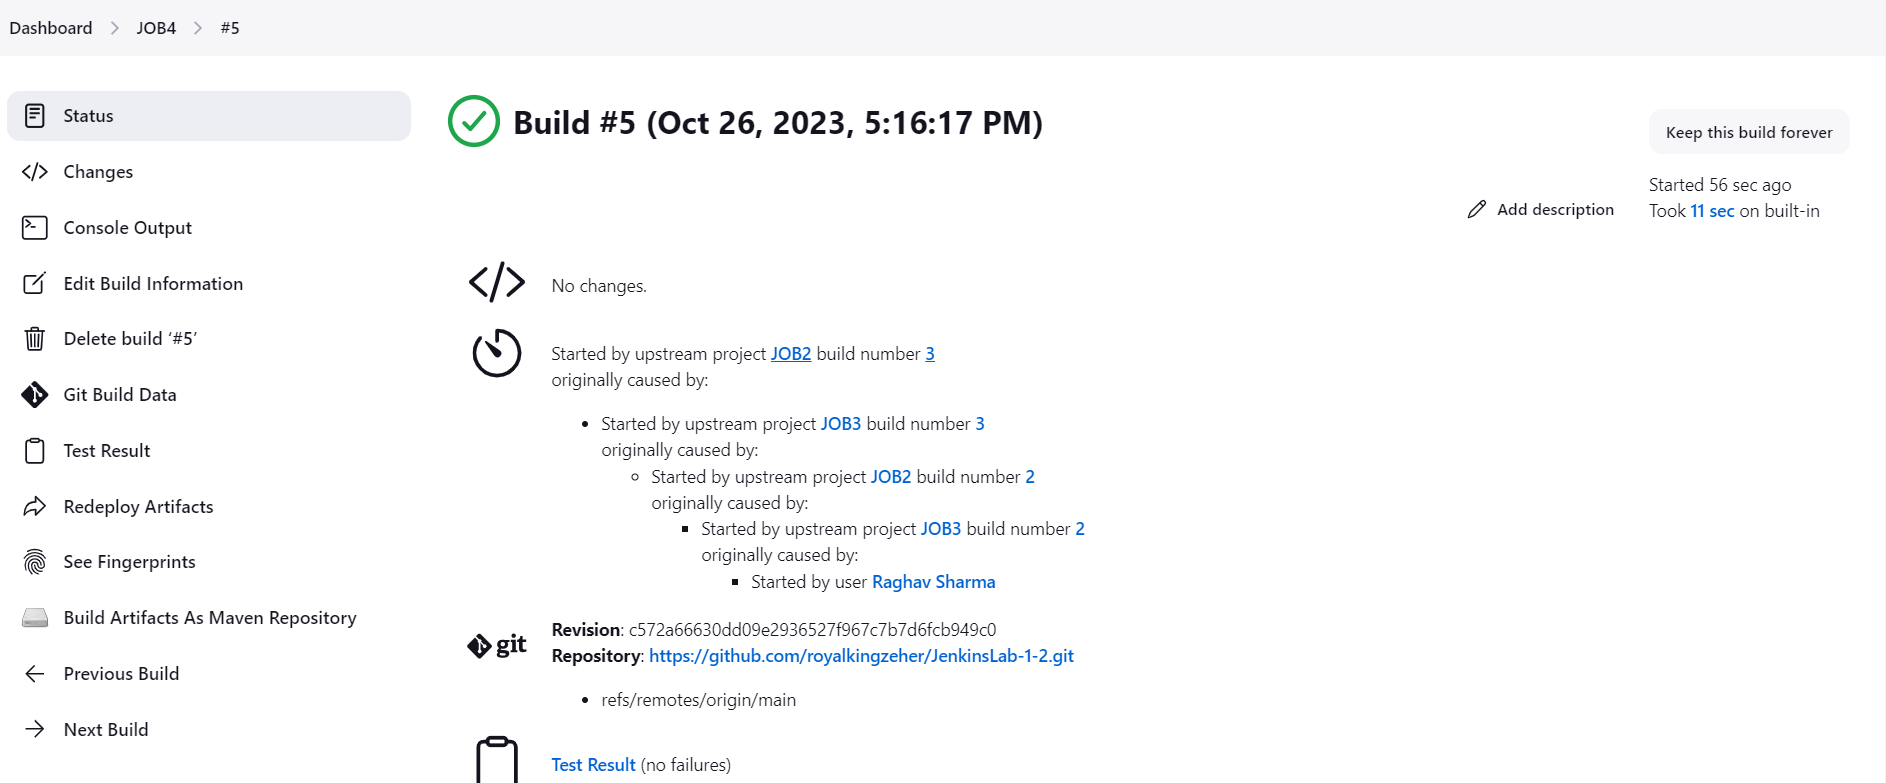 Dashboard > JOB4 > #5
Status
Changes
Console Output
Edit Build Information
Delete build ‘#5’
Git Build Data
Test Result
Redeploy Artifacts
See Fingerprints
Build Artifacts As Maven Repository
Previous Build
Next Build
Build #5 (Oct 26, 2023, 5:16:17 PM)
Keep this build forever
Add description
Started 56 sec ago
Took 11 sec on built-in
No changes.
Started by upstream project JOB2 build number 3
originally caused by:
Started by upstream project JOB3 build number 3
originally caused by:
Started by upstream project JOB2 build number 2
originally caused by:
Started by upstream project JOB3 build number 2
originally caused by:
Started by user Raghav Sharma
git
Revision: c572a66630dd09e2936527f967c7b7d6fcb949c0
Repository: https://github.com/royalkingzeher/JenkinsLab-1-2.git
refs/remotes/origin/main
Test Result (no failures)